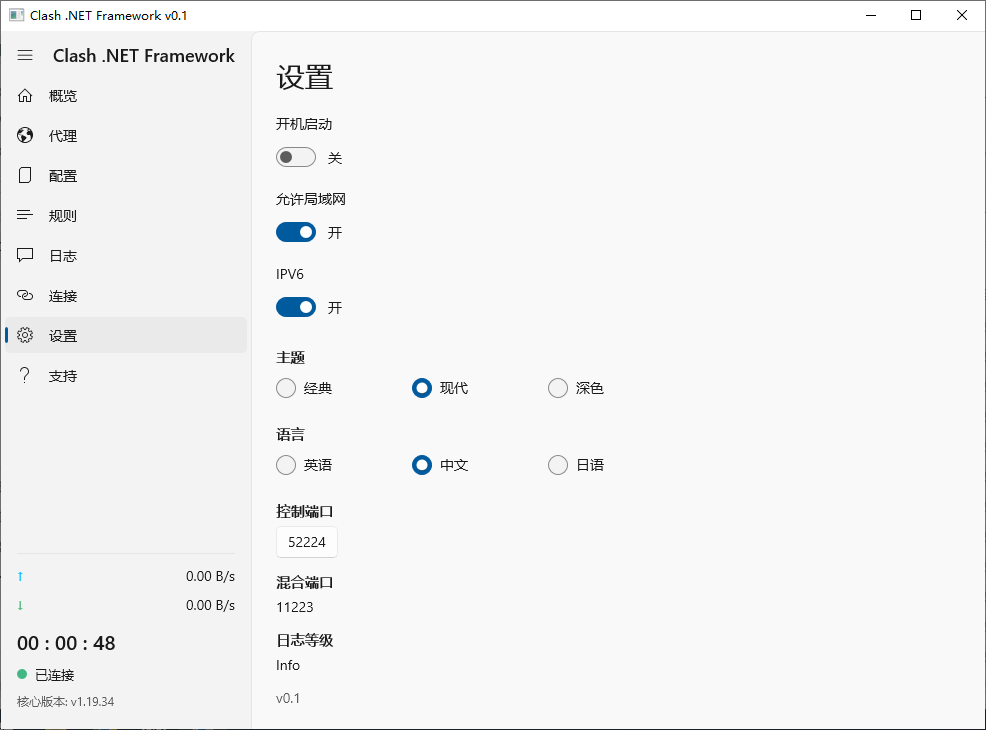 Clash .NET Framework v0.1
Clash .NET Framework
概览
代理
配置
规则
日志
连接
设置
支持
↑ 0.00 B/s
↓ 0.00 B/s
00 : 00 : 48
已连接
核心版本: v1.19.34
设置
开机启动
关
允许局域网
开
IPV6
开
主题
经典 现代 深色
语言
英语 中文 日语
控制端口
52224
混合端口
11223
日志等级
Info
v0.1